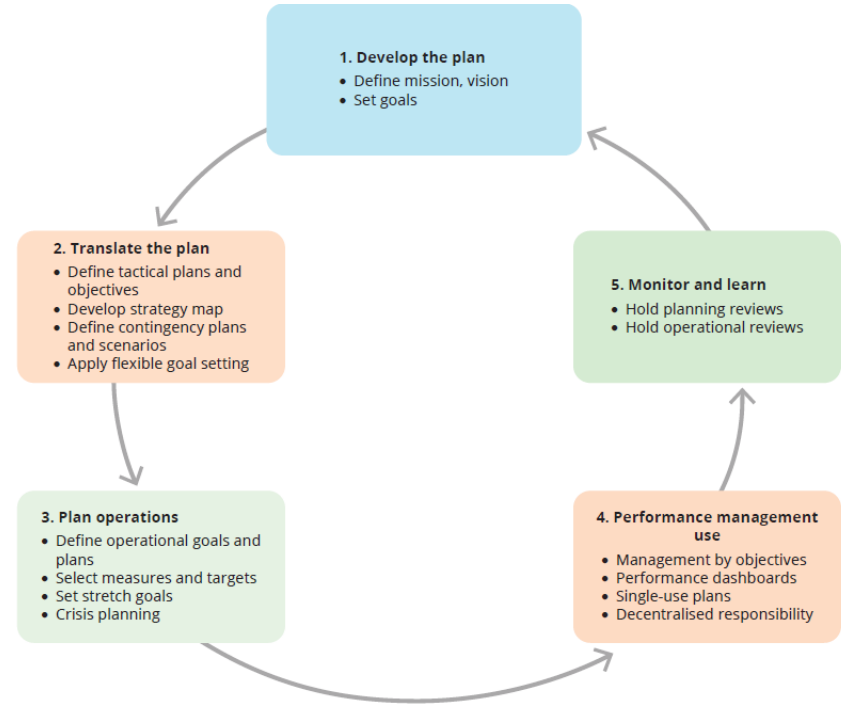 1. Develop the plan
• Define mission, vision
• Set goals
2. Translate the plan
• Define tactical plans and
objectives
• Develop strategy map
• Define contingency plans
and scenarios
• Apply flexible goal setting
3. Plan operations
• Define operational goals and
plans
• Select measures and targets
• Set stretch goals
• Crisis planning
4. Performance management
use
• Management by objectives
• Performance dashboards
• Single-use plans
• Decentralised responsibility
5. Monitor and learn
• Hold planning reviews
• Hold operational reviews